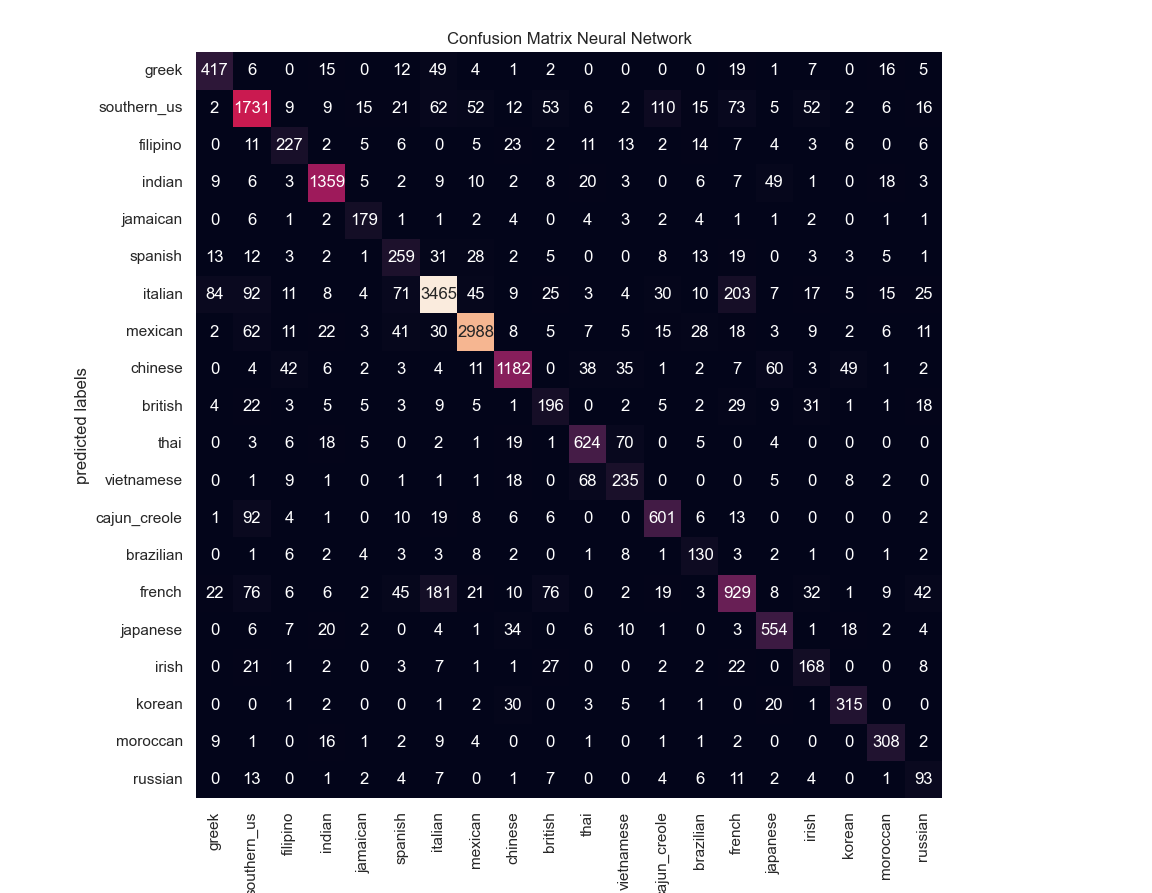 Confusion Matrix Neural Network
greek 417 6 0 15 0 12 49 4 1 2 0 0 0 0 19 1 7 0 16 5
southern_us 2 1731 9 9 15 21 62 52 12 53 6 2 110 15 73 5 52 2 6 16
filipino 0 11 227 2 5 6 0 5 23 2 11 13 2 14 7 4 3 6 0 6
indian 9 6 3 1359 5 2 9 10 2 8 20 3 0 6 7 49 1 0 18 3
jamaican 0 6 1 2 179 1 1 2 4 0 4 3 2 4 1 1 2 0 1 1
spanish 13 12 3 2 1 259 31 28 2 5 0 0 8 13 19 0 3 3 5 1
italian 84 92 11 8 4 71 3465 45 9 25 3 4 30 10 203 7 17 5 15 25
mexican 2 62 11 22 3 41 30 2988 8 5 7 5 15 28 18 3 9 2 6 11
chinese 0 4 42 6 2 3 4 11 1182 0 38 35 1 2 7 60 3 49 1 2
british 4 22 3 5 5 3 9 5 1 196 0 2 5 2 29 9 31 1 1 18
thai 0 3 6 18 5 0 2 1 19 1 624 70 0 5 0 4 0 0 0 0
vietnamese 0 1 9 1 0 1 1 1 18 0 68 235 0 0 0 5 0 8 2 0
cajun_creole 1 92 4 1 0 10 19 8 6 6 0 0 601 6 13 0 0 0 0 2
brazilian 0 1 6 2 4 3 3 8 2 0 1 8 1 130 3 2 1 0 1 2
french 22 76 6 6 2 45 181 21 10 76 0 2 19 3 929 8 32 1 9 42
japanese 0 6 7 20 2 0 4 1 34 0 6 10 1 0 3 554 1 18 2 4
irish 0 21 1 2 0 3 7 1 1 27 0 0 2 2 22 0 168 0 0 8
korean 0 0 1 2 0 0 1 2 30 0 3 5 1 1 0 20 1 315 0 0
moroccan 9 1 0 16 1 2 9 4 0 0 1 0 1 1 2 0 0 0 308 2
russian 0 13 0 1 2 4 7 0 1 7 0 0 4 6 11 2 4 0 1 93
predicted labels
greek
outhern_us
filipino
indian
jamaican
spanish
italian
mexican
chinese
british
thai
vietnamese
ajun_creole
brazilian
french
japanese
irish
korean
moroccan
russian